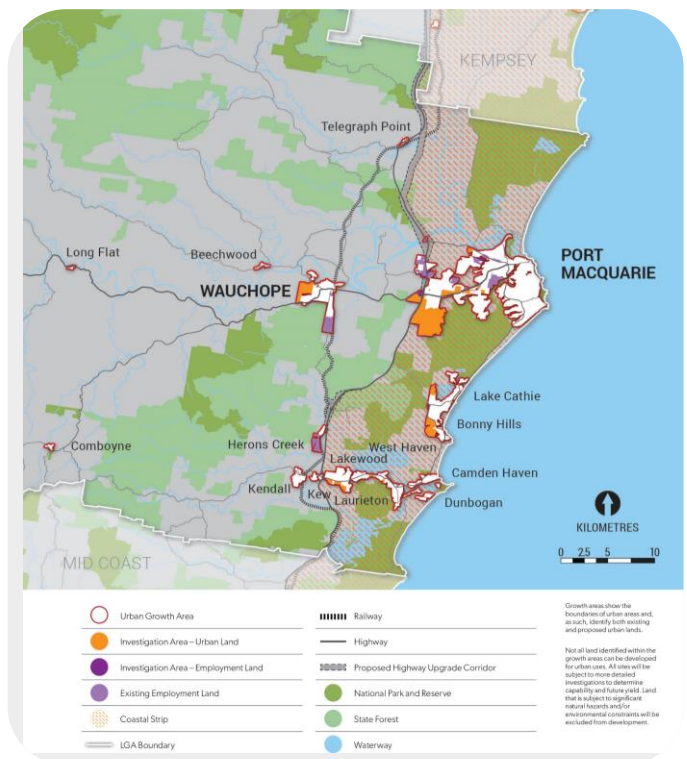 KEMPSEY
Telegraph Point
Long Flat
Beechwood
PORT
MACQUARIE
WAUCHOPE
Lake Cathie
Bonny Hills
Comboyne
Herons Creek
West Haven
Lakewood
Camden Haven
Kendall
Kew
Laurieton
Dunbogan
KILOMETRES
0 2.5 5 10
MID COAST
Urban Growth Area
Investigation Area – Urban Land
Investigation Area – Employment Land
Existing Employment Land
Coastal Strip
LGA Boundary
Railway
Highway
Proposed Highway Upgrade Corridor
National Park and Reserve
State Forest
Waterway
Growth areas show the
boundaries of urban areas and,
as such, identify both existing
and proposed urban lands.
Not all land identified within the
growth areas can be developed
for urban uses. All sites will be
subject to more detailed
investigations to determine
capability and future yield. Land
that is subject to significant
natural hazards and/or
environmental constraints will be
excluded from development.